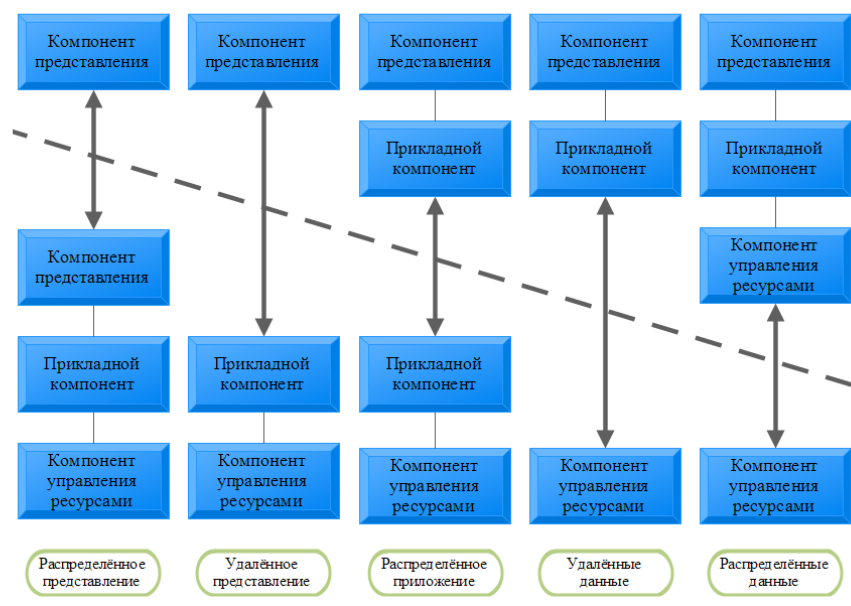 Компонент
представления
Компонент
представления
Компонент
представления
Компонент
представления
Компонент
представления
Прикладной
компонент
Прикладной
компонент
Прикладной
компонент
Компонент
представления
Компонент
управления
ресурсами
Прикладной
компонент
Прикладной
компонент
Прикладной
компонент
Компонент
управления
ресурсами
Компонент
управления
ресурсами
Компонент
управления
ресурсами
Компонент
управления
ресурсами
Компонент
управления
ресурсами
Распределённое
представление
Удалённое
представление
Распределённое
приложение
Удалённые
данные
Распределённые
данные